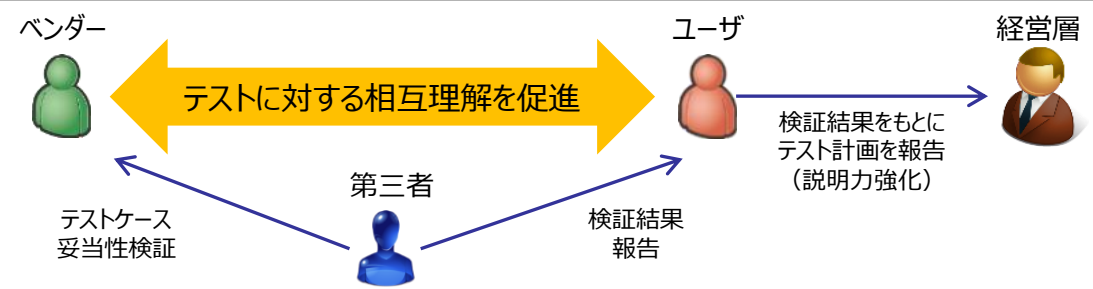 ベンダー
ユーザ
経営層
テストに対する相互理解を促進
検証結果をもとに
テスト計画を報告
（説明力強化）
第三者
テストケース
妥当性検証
検証結果
報告